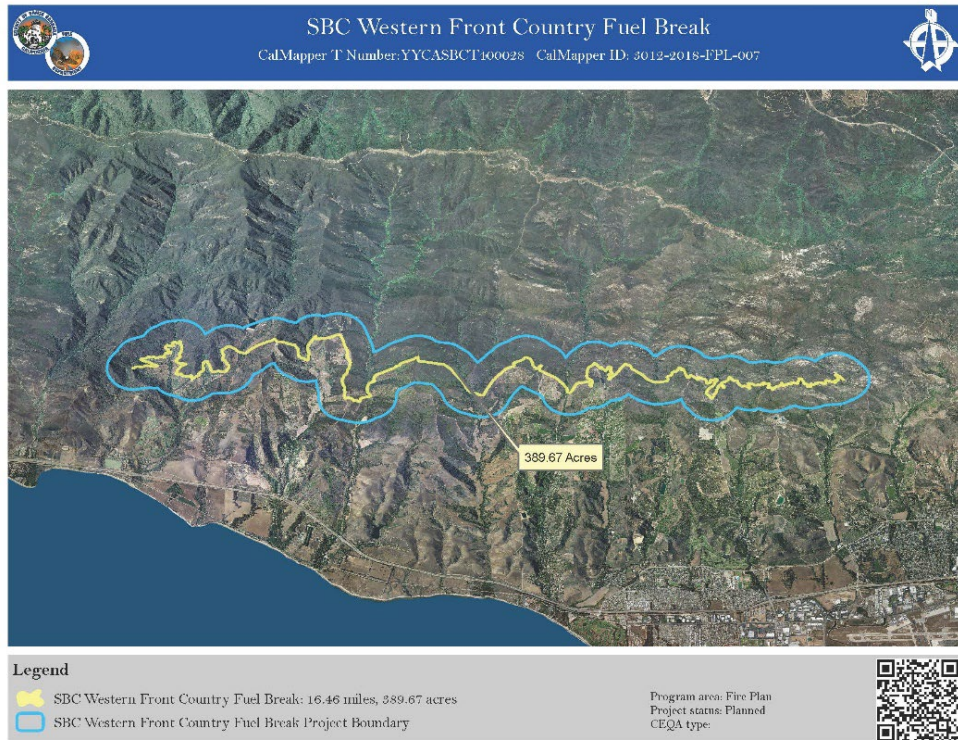 SBC Western Front Country Fuel Break
CalMapper T Number: YYCASBCT100028 CalMapper ID: 3012-2018-FPL-007
389.67 Acres
Legend
SBC Western Front Country Fuel Break: 16.46 miles, 389.67 acres
SBC Western Front Country Fuel Break Project Boundary
Program area: Fire Plan
Project status: Planned
CEQA type: